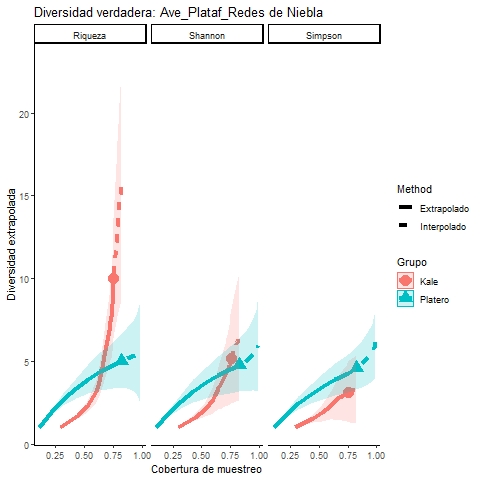 Diversidad verdadera: Ave_Plataf_Redes de Niebla
Riqueza Shannon Simpson
20
15
10
5
0
Diversidad extrapolada
0.25 0.50 0.75 1.00 0.25 0.50 0.75 1.00 0.25 0.50 0.75 1.00
Cobertura de muestreo
Method
Extrapolado
Interpolado
Grupo
Kale
Platero